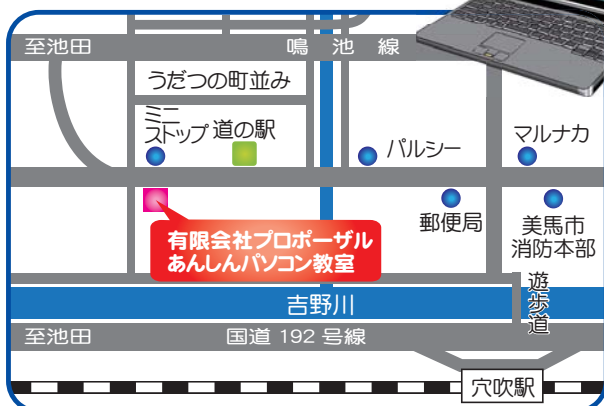 至池田
鳴池線
うだつの町並み
ミニ
ストップ
道の駅
パルシー
マルナカ
郵便局
美馬市
消防本部
有限会社プロポーザル
あんしんパソコン教室
遊歩道
吉野川
至池田
国道 192 号線
穴吹駅